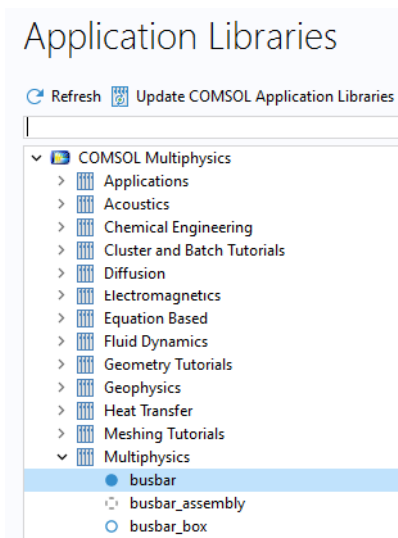 Application Libraries
Refresh Update COMSOL Application Libraries
COMSOL Multiphysics
Applications
Acoustics
Chemical Engineering
Cluster and Batch Tutorials
Diffusion
Electromagnetics
Equation Based
Fluid Dynamics
Geometry Tutorials
Geophysics
Heat Transfer
Meshing Tutorials
Multiphysics
busbar
busbar_assembly
busbar_box